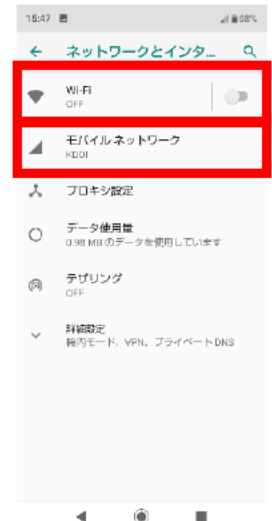 15:47
68%
ネットワークとインタ...
Wi-Fi
OFF
モバイル ネットワーク
KDDI
プロキシ設定
データ使用量
0.98 MB のデータを使用しています
テザリング
OFF
詳細設定
機内モード、VPN、プライベート DNS